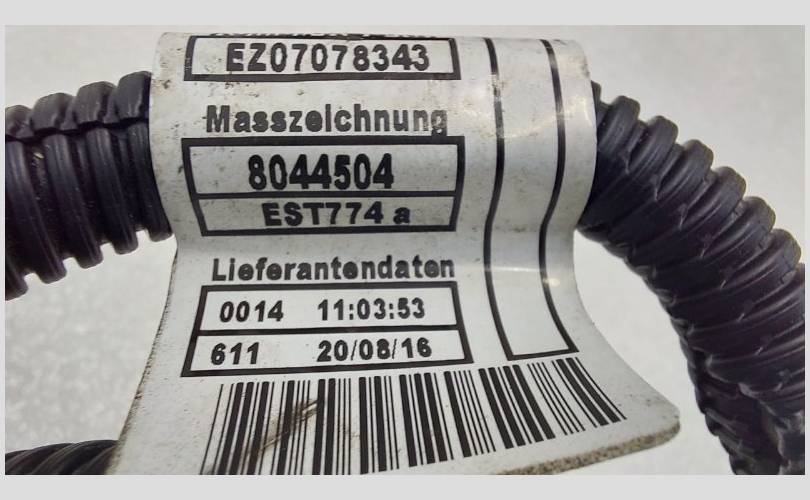 EZ07078343
Masszeichnung
8044504
EST774 a
Lieferantendaten
0014 11:03:53
611 20/08/16